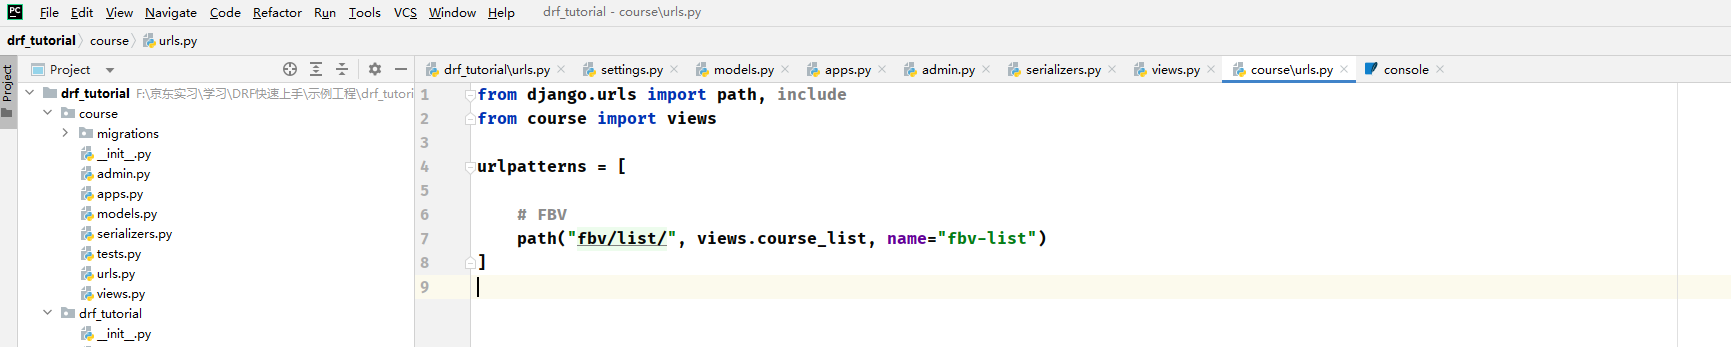 PC File Edit View Navigate Code Refactor Run Tools VCS Window Help drf_tutorial - course\urls.py
drf_tutorial course urls.py
Project
Project
drf_tutorial\urls.py settings.py models.py apps.py admin.py serializers.py views.py course\urls.py console
drf_tutorial F:\京东实习\学习\DRF快速上手\示例工程\drf_tutori
course
migrations
__init__.py
admin.py
apps.py
models.py
serializers.py
tests.py
urls.py
views.py
drf_tutorial
__init__.py
1 from django.urls import path, include
2 from course import views
3
4 urlpatterns = [
5
6 # FBV
7 path("fbv/list/", views.course_list, name="fbv-list")
8 ]
9